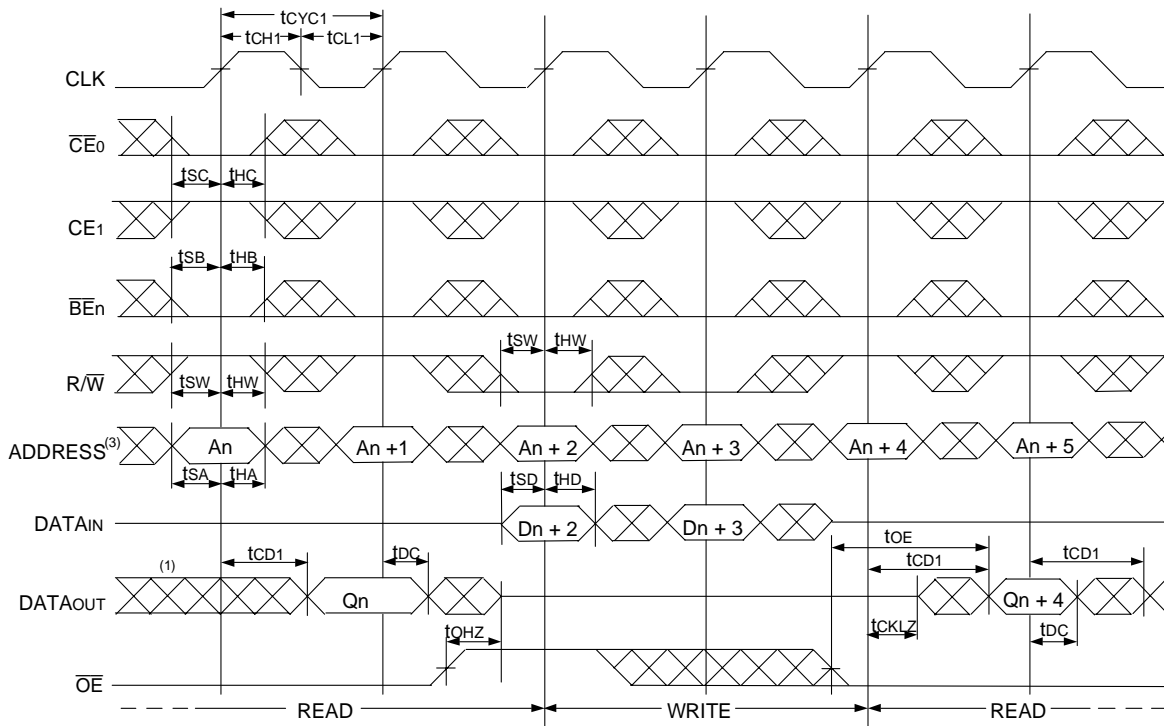 tCYC1
tCH1 tCL1
CLK
CE0
tSC tHC
CE1
tSB tHB
BEn
tSW tHW
R/W
tSW tHW
ADDRESS(3) An An +1 An + 2 An + 3 An + 4 An + 5
tSA tHA
tSD tHD
DATAIN Dn + 2 Dn + 3
tOE
tCD1 tDC tCD1 tCD1
(1)
DATAOUT Qn Qn + 4
tOHZ tCKLZ tDC
OE
READ WRITE READ